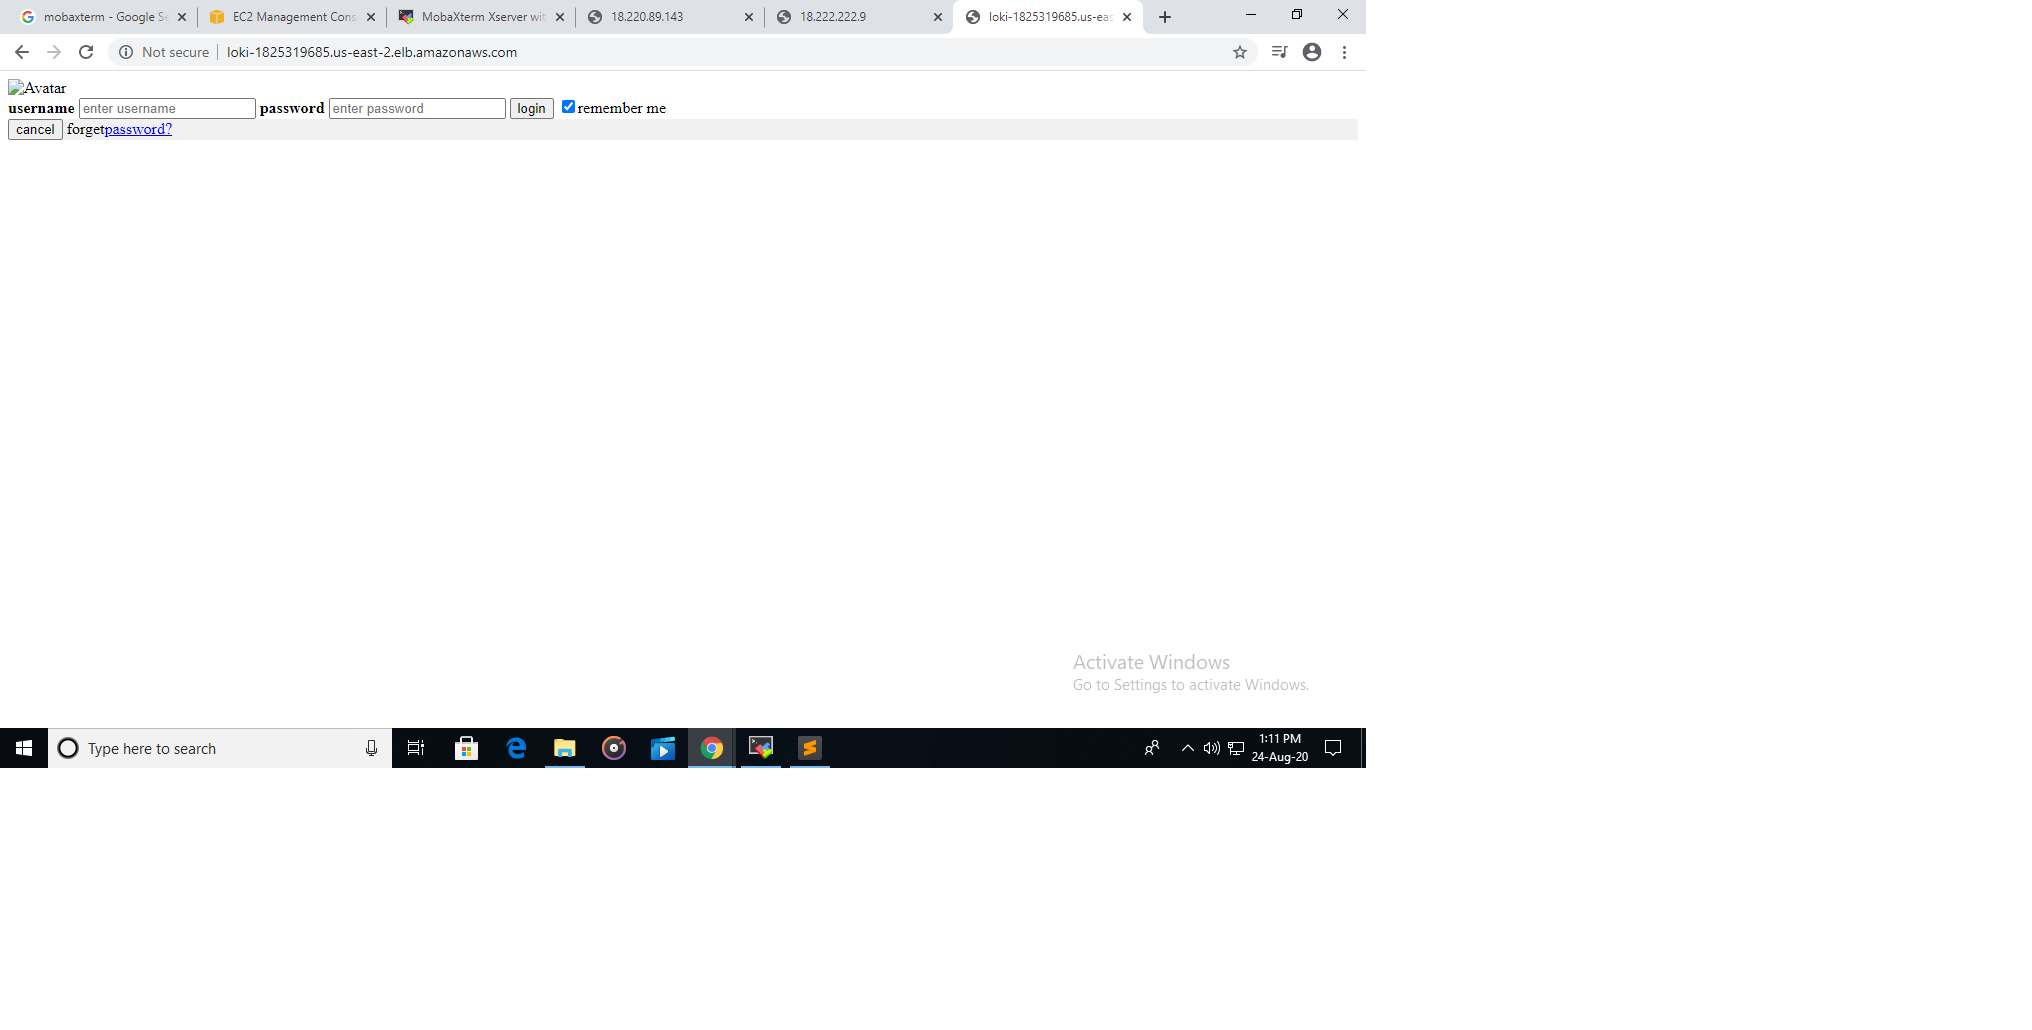 mobaxterm - Google Se
EC2 Management Cons
MobaXterm Xserver wit
18.220.89.143
18.222.222.9
loki-1825319685.us-eas
Not secure
loki-1825319685.us-east-2.elb.amazonaws.com
Avatar
username enter username password enter password login remember me
cancel forgetpassword?
Activate Windows
Go to Settings to activate Windows.
Type here to search
1:11 PM
24-Aug-20